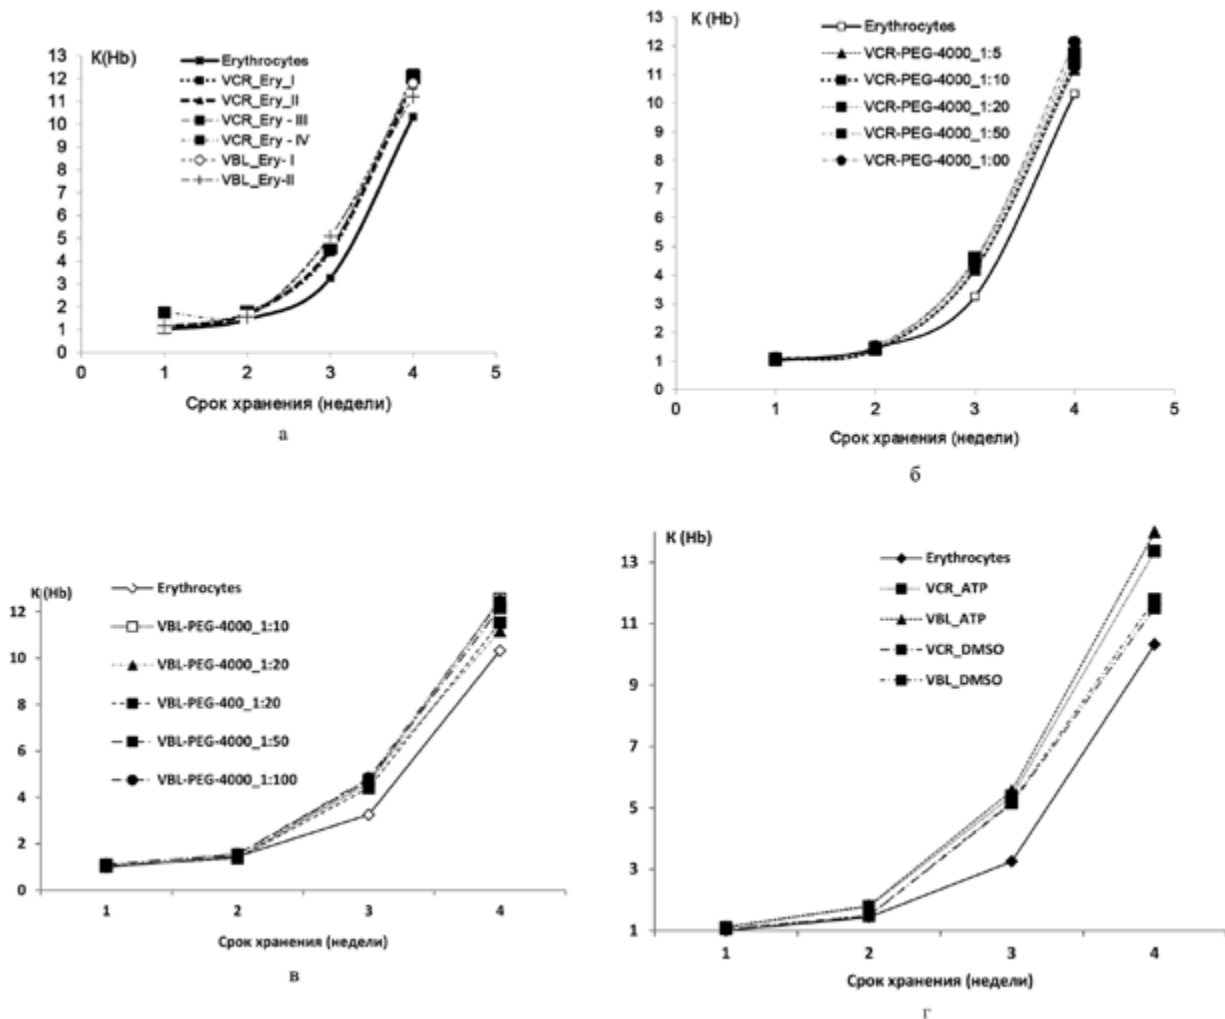 K(Hb)
13
12
11
10
9
8
7
6
5
4
3
2
1
0
Erythrocytes
VCR_Ery_I
VCR_Ery_II
VCR_Ery - III
VCR_Ery - IV
VBL_Ery- I
VBL_Ery-II
0 1 2 3 4 5
Срок хранения (недели)
а
K (Hb)
13
12
11
10
9
8
7
6
5
4
3
2
1
0
Erythrocytes
VCR-PEG-4000_1:5
VCR-PEG-4000_1:10
VCR-PEG-4000_1:20
VCR-PEG-4000_1:50
VCR-PEG-4000_1:00
0 1 2 3 4 5
Срок хранения (недели)
б
K (Hb)
12
10
8
6
4
2
0
Erythrocytes
VBL-PEG-4000_1:10
VBL-PEG-4000_1:20
VBL-PEG-400_1:20
VBL-PEG-4000_1:50
VBL-PEG-4000_1:100
1 2 3 4
Срок хранения (недели)
в
K (Hb)
13
11
9
7
5
3
1
Erythrocytes
VCR_ATP
VBL_ATP
VCR_DMSO
VBL_DMSO
1 2 3 4
Срок хранения (недели)
г